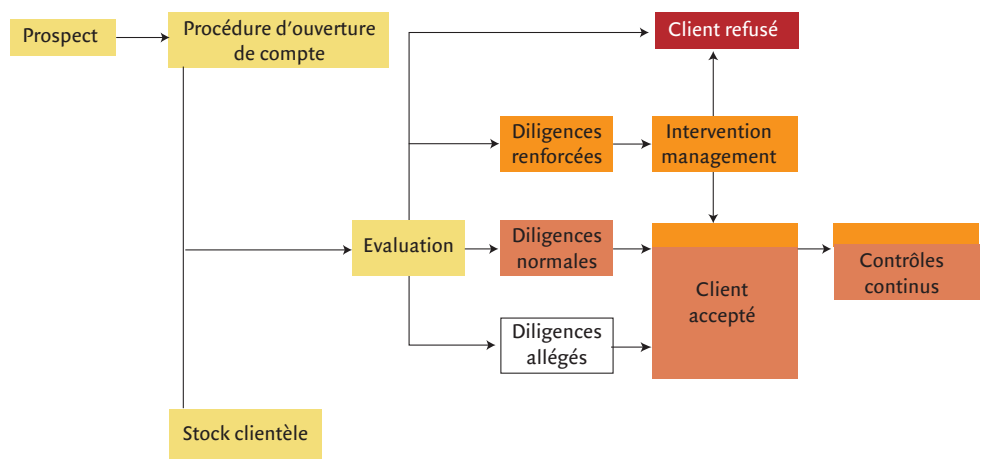 Prospect
Procédure d'ouverture
de compte
Client refusé
Diligences
renforcées
Intervention
management
Evaluation
Diligences
normales
Client
accepté
Contrôles
continus
Diligences
allégés
Stock clientèle